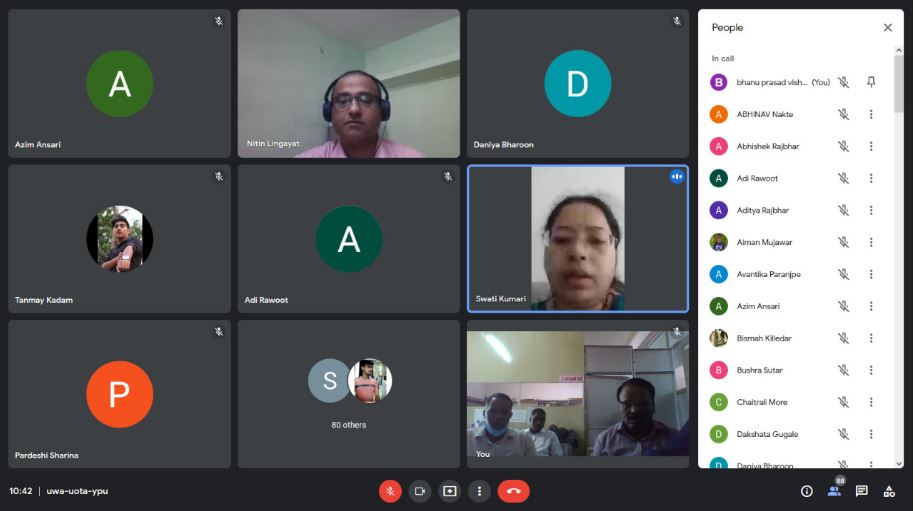 A
Azim Ansari
Nitin Lingayat
D
Daniya Bharoon
Tanmay Kadam
A
Adi Rawoot
Swati Kumari
P
Pardeshi Sharina
S
80 others
You
10:42 | uwa-uota-ypu
People
In call
B bhanu prasad vish... (You)
A ABHINAV Nakte
A Abhishek Rajbhar
A Adi Rawoot
A Aditya Rajbhar
Aiman Mujawar
A Avantika Paranjpe
A Azim Ansari
Bismah Killedar
B Bushra Sutar
C Chaitrali More
D Dakshata Gugale
D Daniya Bharoon
88